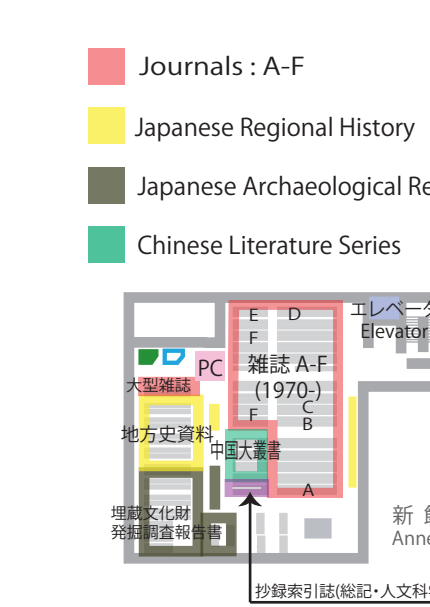 Journals : A-F
Japanese Regional History
Japanese Archaeological Re
Chinese Literature Series
E
D
エレベータ
Elevator
F
PC
雑誌 A-F
(1970-)
大型雑誌
F
C
B
地方史資料
中国大叢書
A
埋蔵文化財
発掘調査報告書
新 館
Anne
抄録索引誌(総記・人文科学